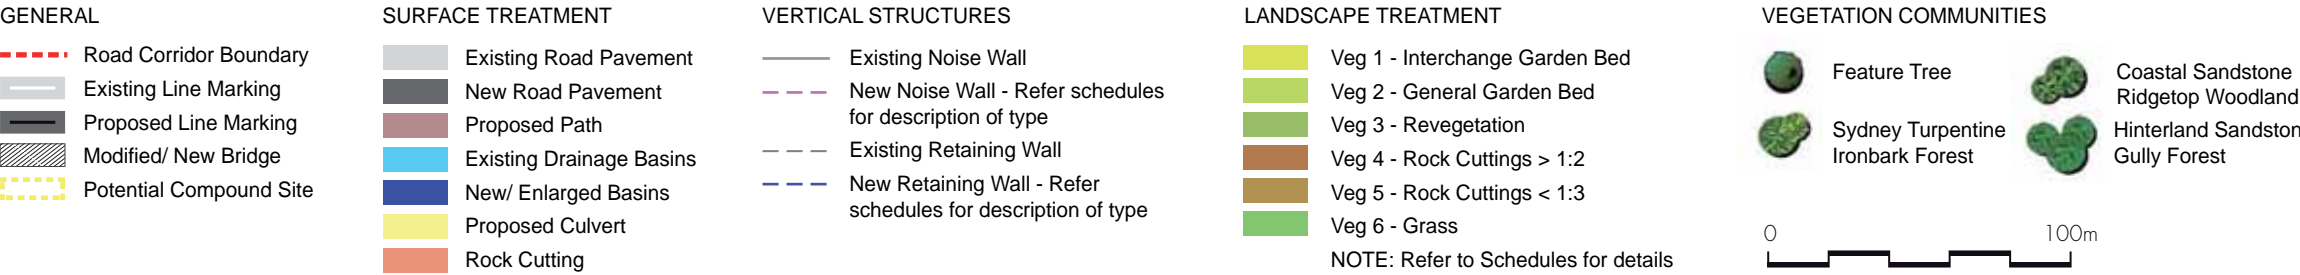 GENERAL
Road Corridor Boundary
Existing Line Marking
Proposed Line Marking
Modified/ New Bridge
Potential Compound Site
SURFACE TREATMENT
Existing Road Pavement
New Road Pavement
Proposed Path
Existing Drainage Basins
New/ Enlarged Basins
Proposed Culvert
Rock Cutting
VERTICAL STRUCTURES
Existing Noise Wall
New Noise Wall - Refer schedules
for description of type
Existing Retaining Wall
New Retaining Wall - Refer
schedules for description of type
LANDSCAPE TREATMENT
Veg 1 - Interchange Garden Bed
Veg 2 - General Garden Bed
Veg 3 - Revegetation
Veg 4 - Rock Cuttings > 1:2
Veg 5 - Rock Cuttings < 1:3
Veg 6 - Grass
NOTE: Refer to Schedules for details
VEGETATION COMMUNITIES
Feature Tree
Sydney Turpentine
Ironbark Forest
Coastal Sandstone
Ridgetop Woodland
Hinterland Sandston
Gully Forest
0 100m